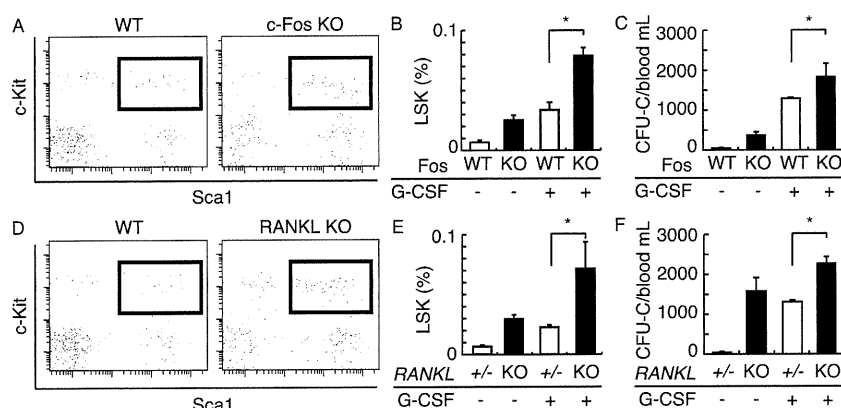 A
WT
c-Fos KO
c-Kit
Sca1
B
0.1
0
LSK (%)
Fos WT KO WT KO
G-CSF - - + +
*
C
3000
2000
1000
0
CFU-C/blood mL
Fos WT KO WT KO
G-CSF - - + +
*
D
WT
RANKL KO
c-Kit
Sca1
E
0.1
0
LSK (%)
RANKL +/- KO +/- KO
G-CSF - - + +
*
F
3000
2000
1000
0
CFU-C/blood mL
RANKL +/- KO +/- KO
G-CSF - - + +
*